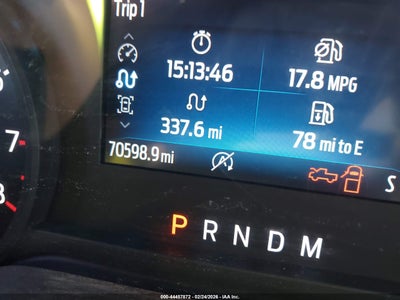 Trip 1
15:13:46
17.8 MPG
337.6 mi
78 mi to E
70598.9 mi
A
S
7
8
P R N D M
000-44457872 - 02/24/2026 - IAA Inc.